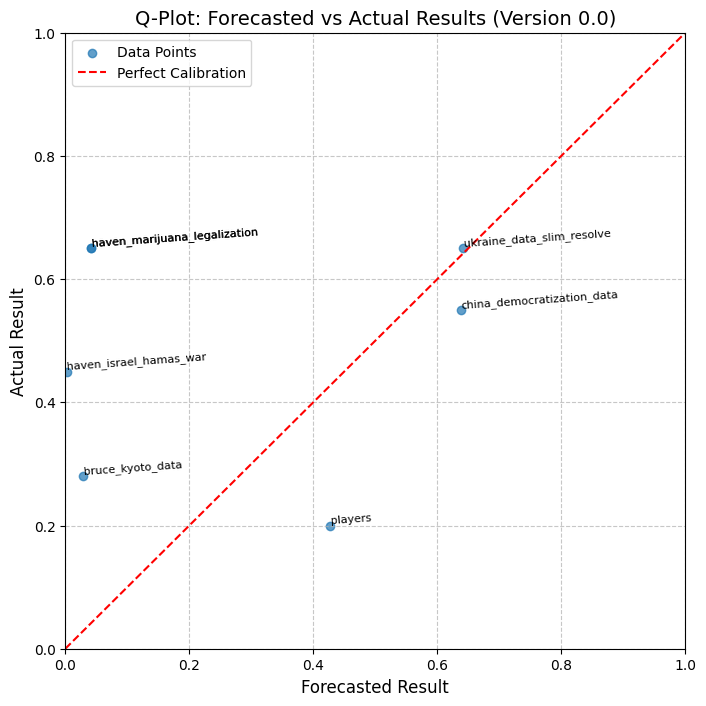 Q-Plot: Forecasted vs Actual Results (Version 0.0)
Data Points
Perfect Calibration
1.0
0.8
0.6
0.4
0.2
0.0
Actual Result
haven_marijuana_legalization
ukraine_data_slim_resolve
china_democratization_data
haven_israel_hamas_war
bruce_kyoto_data
players
0.0
0.2
0.4
0.6
0.8
1.0
Forecasted Result